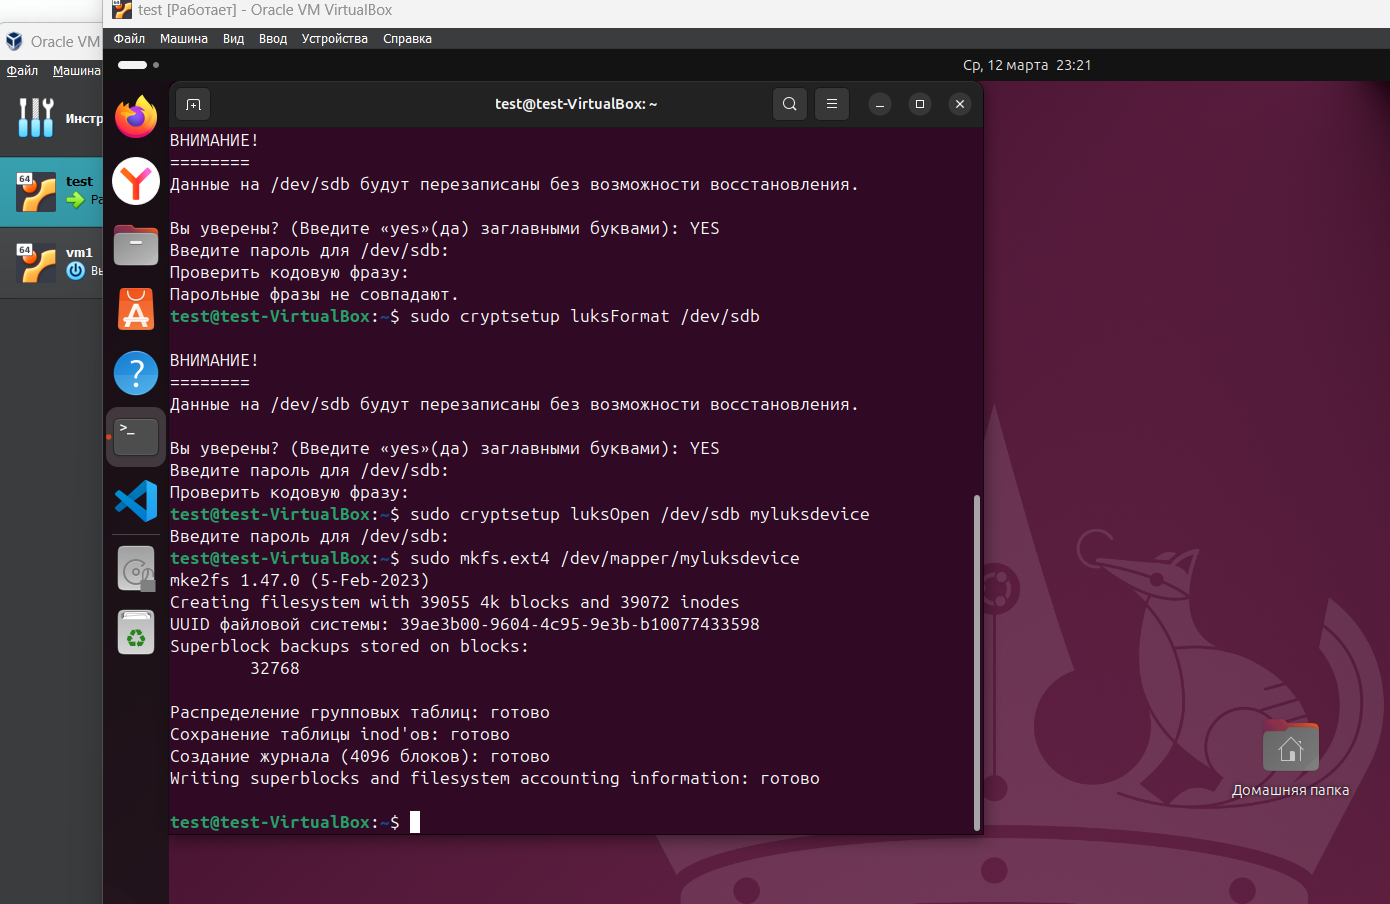 test [Работает] - Oracle VM VirtualBox
Файл Машина Вид Ввод Устройства Справка
Oracle VM
Файл Машина
Инстр
64
test
Ра
64
vm1
Вы
Ср, 12 марта 23:21
test@test-VirtualBox: ~
ВНИМАНИЕ!
========
Данные на /dev/sdb будут перезаписаны без возможности восстановления.
Вы уверены? (Введите «yes»(да) заглавными буквами): YES
Введите пароль для /dev/sdb:
Проверить кодовую фразу:
Парольные фразы не совпадают.
test@test-VirtualBox:~$ sudo cryptsetup luksFormat /dev/sdb
ВНИМАНИЕ!
========
Данные на /dev/sdb будут перезаписаны без возможности восстановления.
Вы уверены? (Введите «yes»(да) заглавными буквами): YES
Введите пароль для /dev/sdb:
Проверить кодовую фразу:
test@test-VirtualBox:~$ sudo cryptsetup luksOpen /dev/sdb myluksdevice
Введите пароль для /dev/sdb:
test@test-VirtualBox:~$ sudo mkfs.ext4 /dev/mapper/myluksdevice
mke2fs 1.47.0 (5-Feb-2023)
Creating filesystem with 39055 4k blocks and 39072 inodes
UUID файловой системы: 39ae3b00-9604-4c95-9e3b-b10077433598
Superblock backups stored on blocks:
32768
Распределение групповых таблиц: готово
Сохранение таблицы inod'ов: готово
Создание журнала (4096 блоков): готово
Writing superblocks and filesystem accounting information: готово
test@test-VirtualBox:~$
Домашняя папка